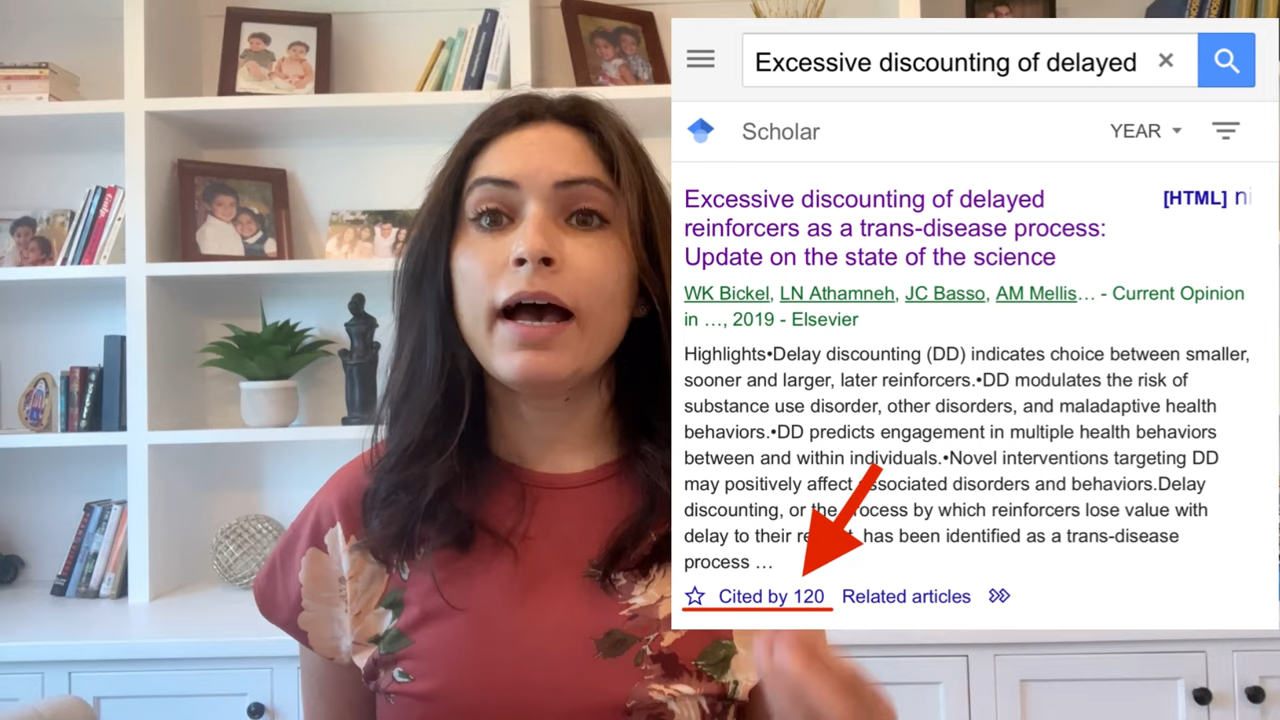 Excessive discounting of delayed
Scholar
YEAR
Excessive discounting of delayed
reinforcers as a trans-disease process:
Update on the state of the science
[HTML] ni
WK Bickel, LN Athamneh, JC Basso, AM Mellis… - Current Opinion
in …, 2019 - Elsevier
Highlights•Delay discounting (DD) indicates choice between smaller,
sooner and larger, later reinforcers.•DD modulates the risk of
substance use disorder, other disorders, and maladaptive health
behaviors.•DD predicts engagement in multiple health behaviors
between and within individuals.•Novel interventions targeting DD
may positively affect associated disorders and behaviors.Delay
discounting, or the process by which reinforcers lose value with
delay to their has been identified as a trans-disease
process …
Cited by 120 Related articles